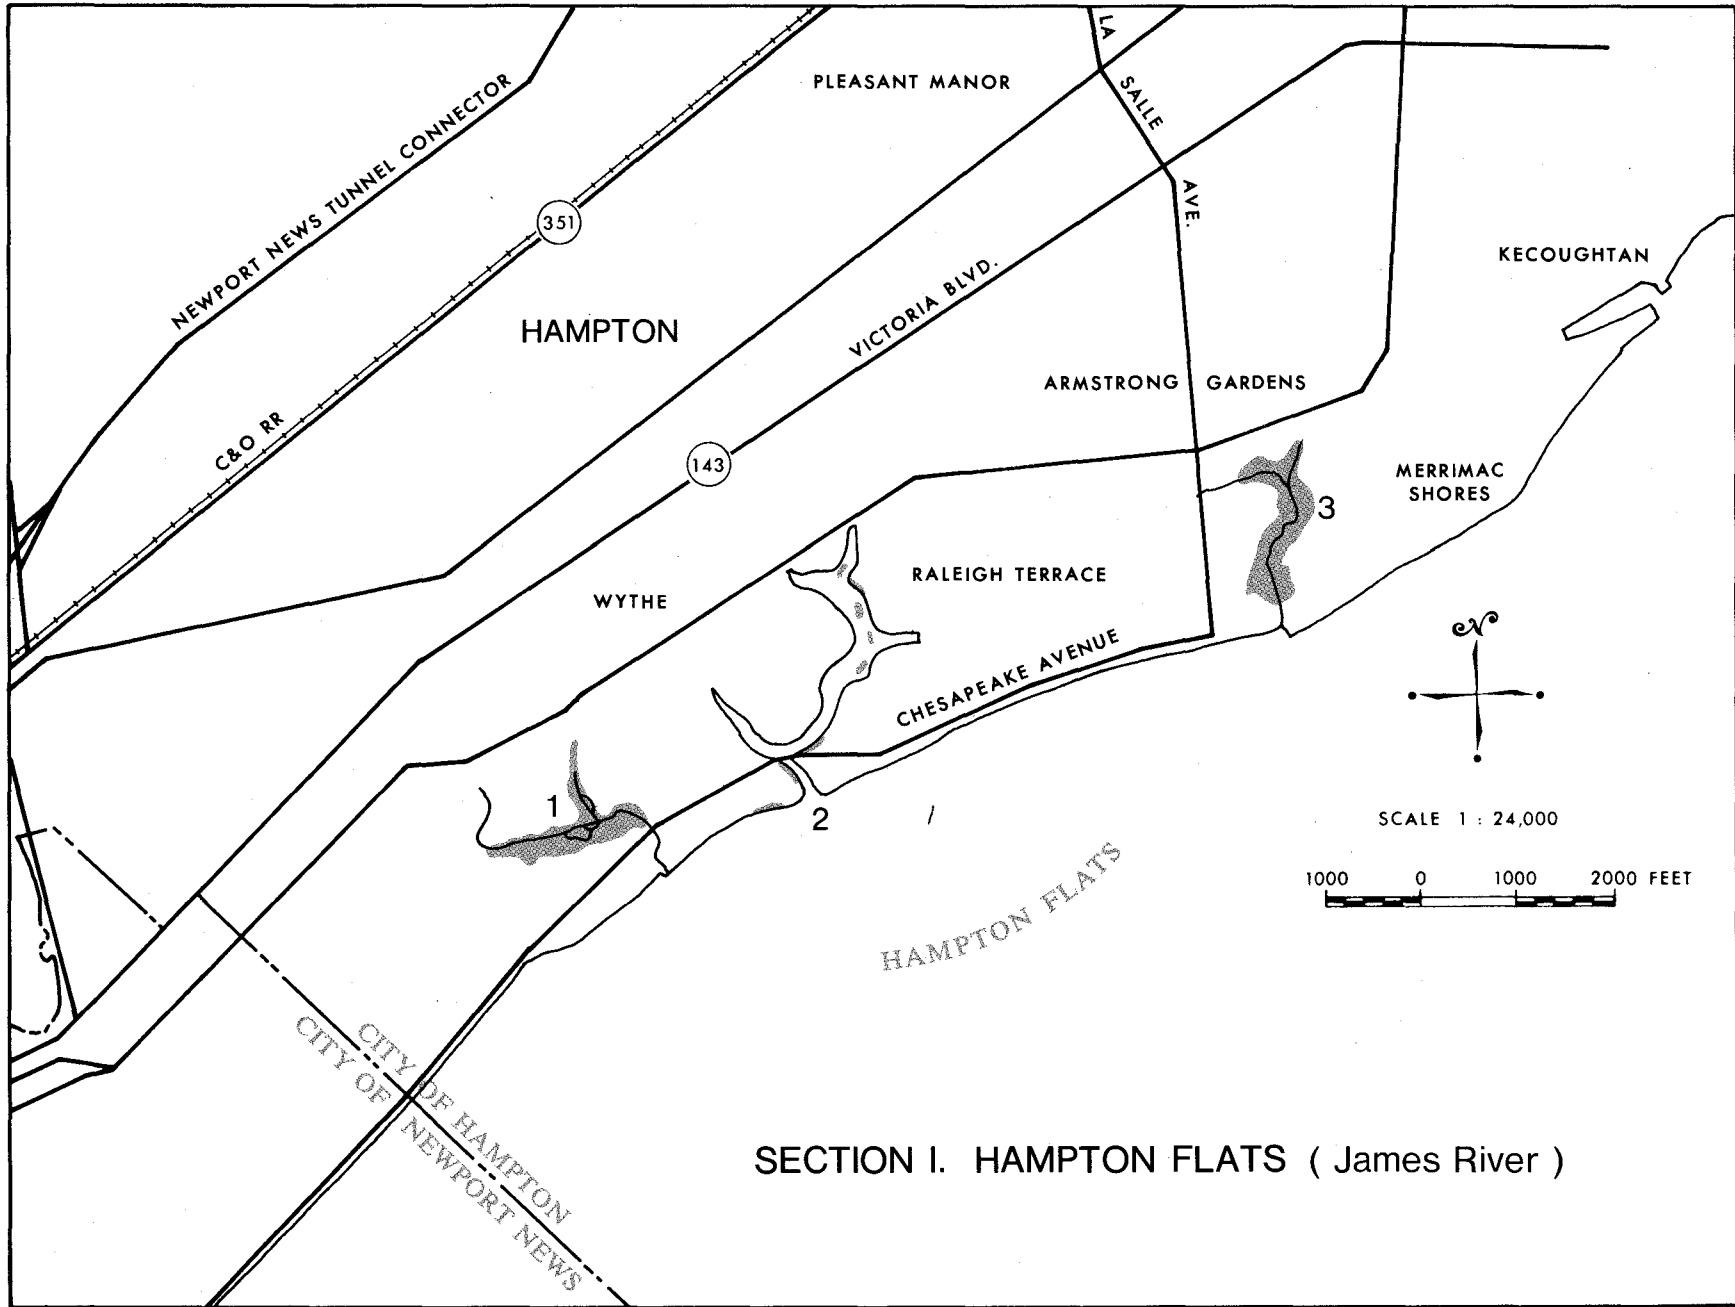 LA
SALLE
AVE.
PLEASANT MANOR
NEWPORT NEWS TUNNEL CONNECTOR
351
KECOUGHTAN
HAMPTON
VICTORIA BLVD.
ARMSTRONG GARDENS
C&O RR
143
MERRIMAC
SHORES
3
RALEIGH TERRACE
WYTHE
N
CHESAPEAKE AVENUE
1
2
SCALE 1 : 24,000
1000 0 1000 2000 FEET
HAMPTON FLATS
CITY OF HAMPTON
CITY OF NEWPORT NEWS
SECTION I. HAMPTON FLATS ( James River )